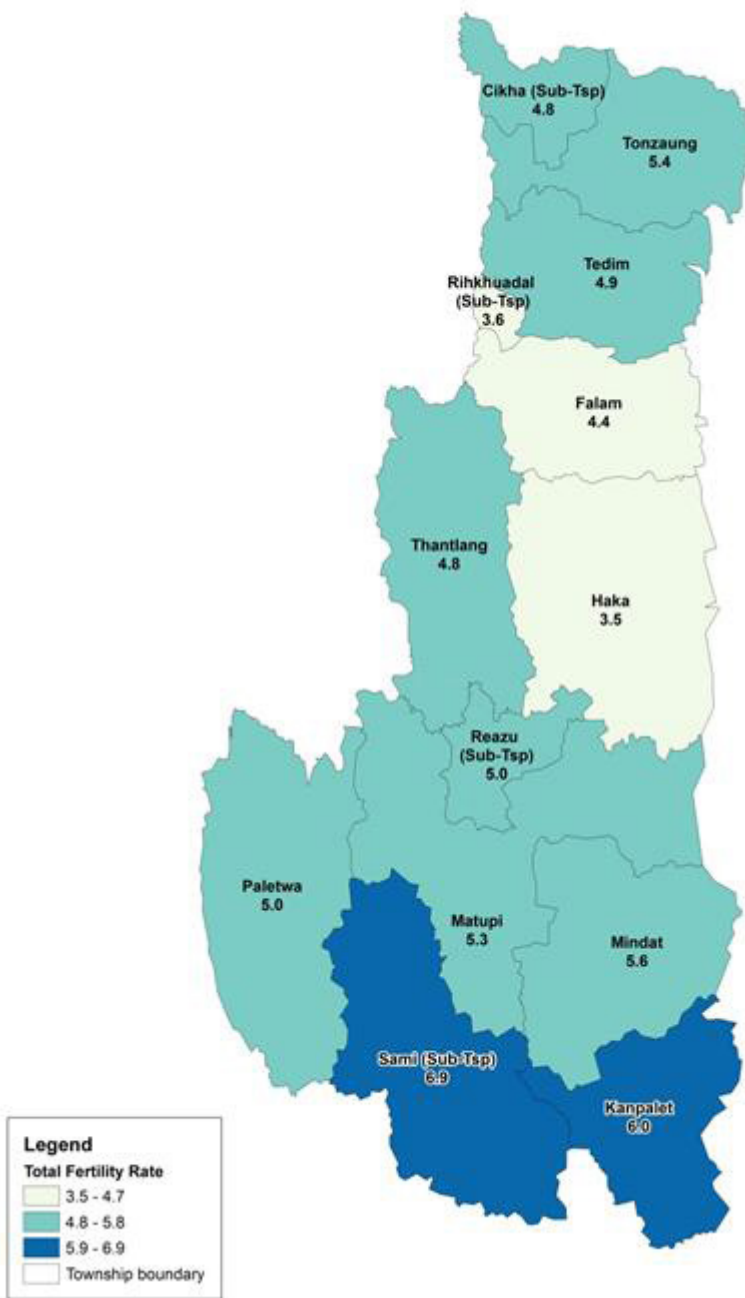 Cikha (Sub-Tsp)
4.8
Tonzaung
5.4
Tedim
4.9
Rihkhuadal
(Sub-Tsp)
3.6
Falam
4.4
Thantlang
4.8
Haka
3.5
Reazu
(Sub-Tsp)
5.0
Paletwa
5.0
Matupi
5.3
Mindat
5.6
Sami (Sub-Tsp)
6.9
Kanpalet
6.0
Legend
Total Fertility Rate
3.5 - 4.7
4.8 - 5.8
5.9 - 6.9
Township boundary